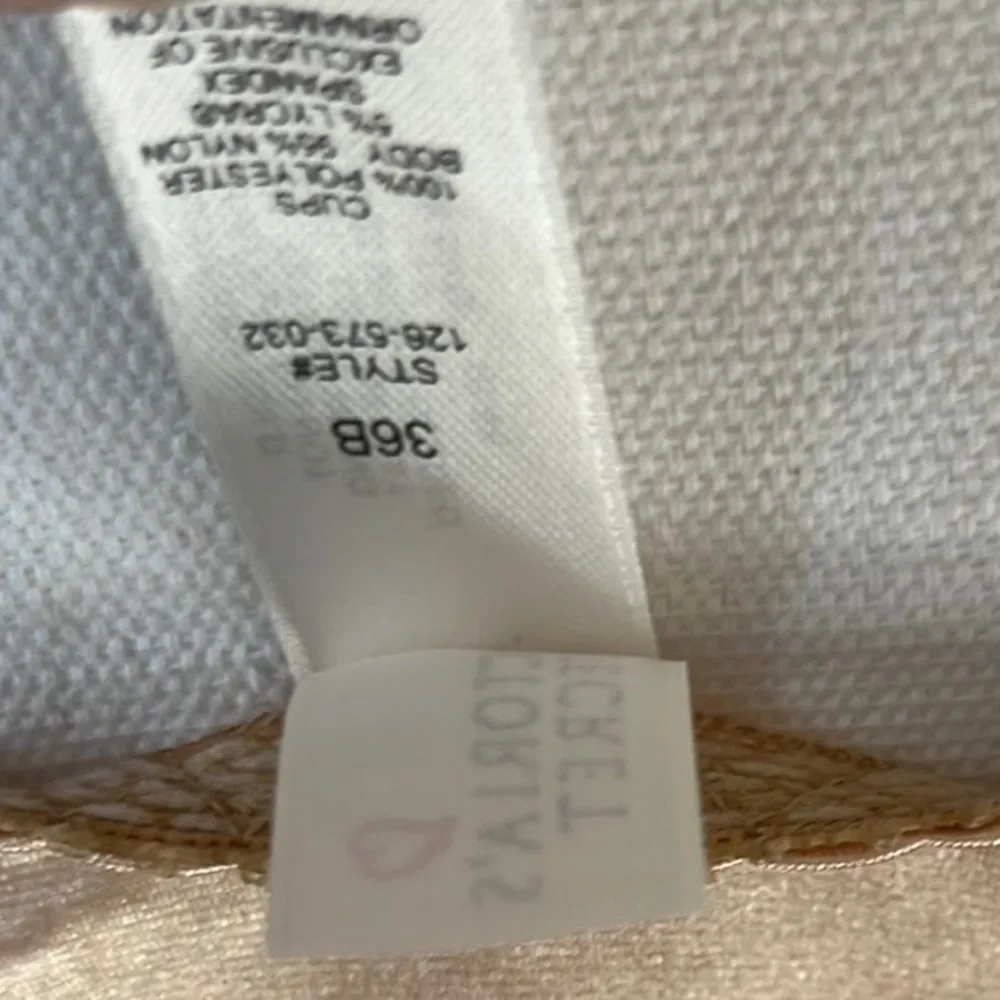 36B
STYLE#
126-573-032
CUPS
100% POLYESTER
BODY 95% NYLON
5% LYCRA®
SPANDEX
EXCLUSIVE OF
ORNAMENTATION
VICTORIA'S
SECRET